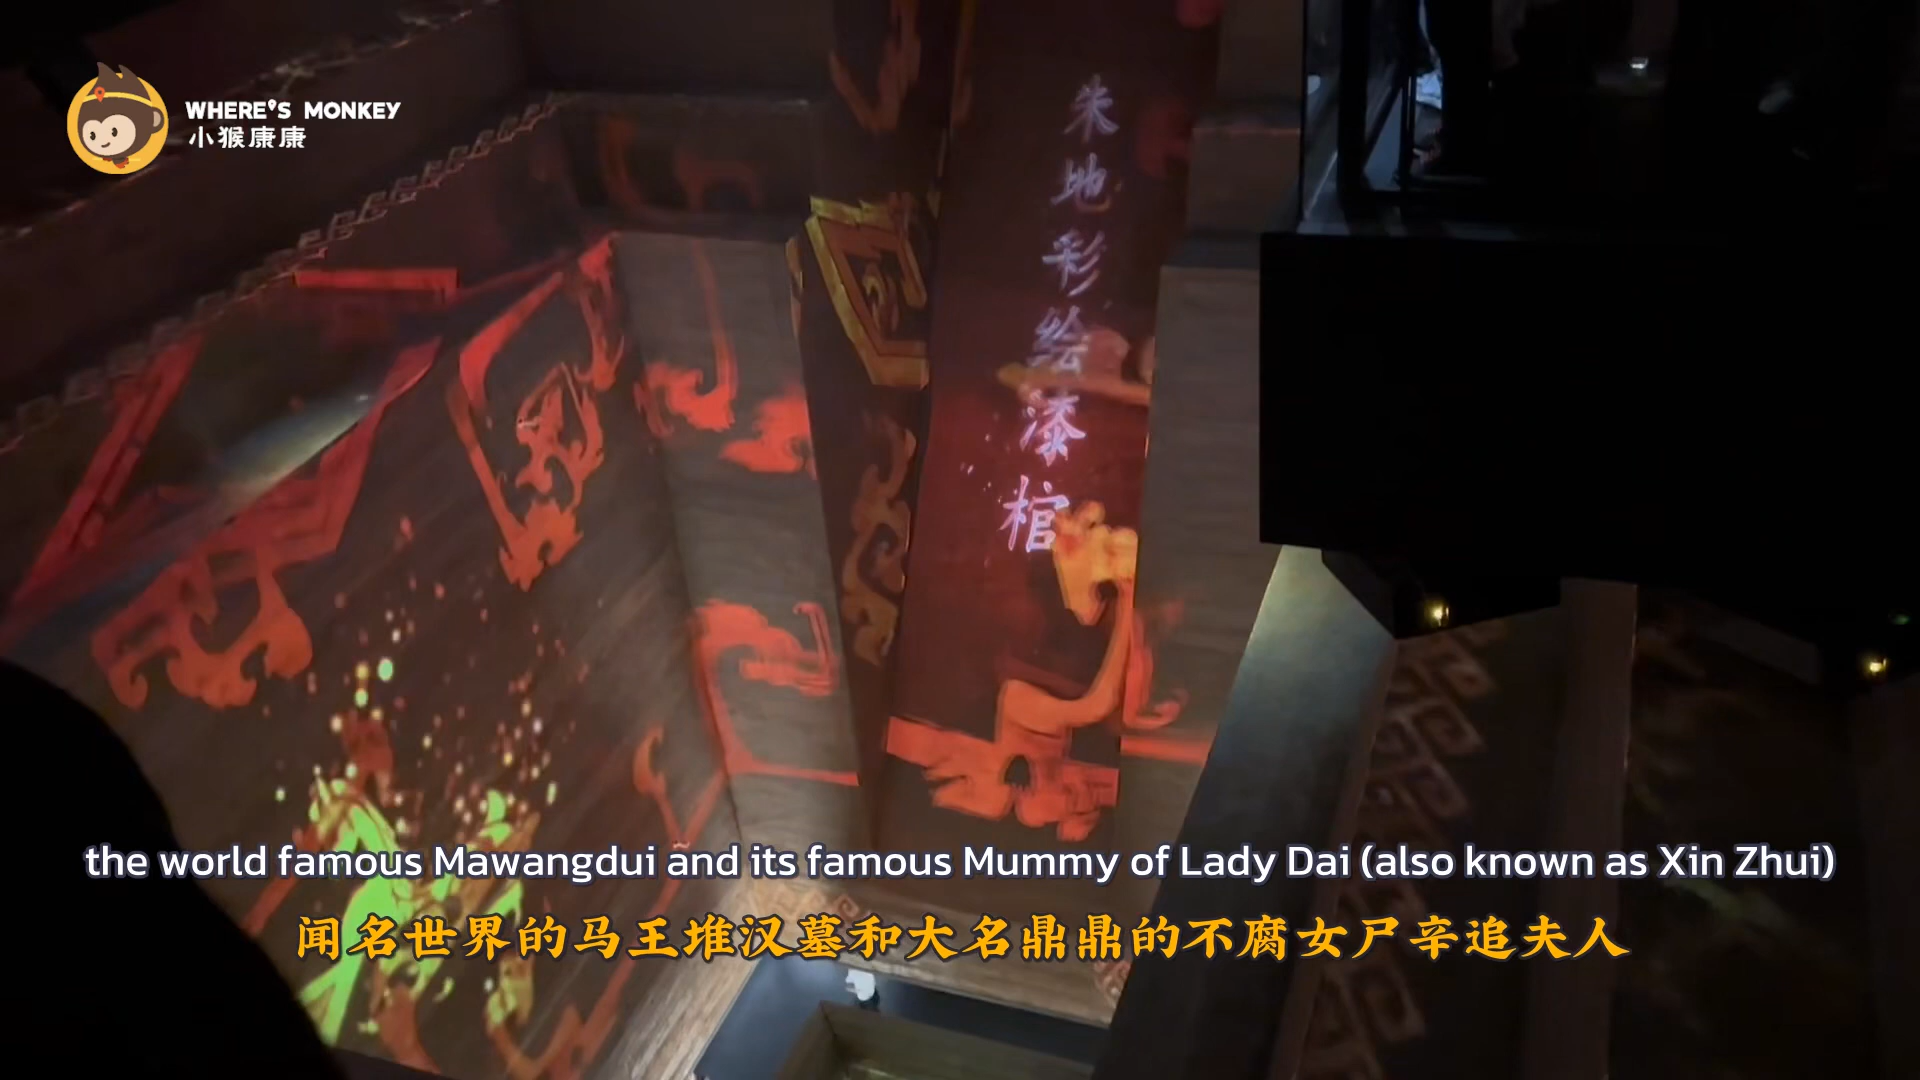 WHERE'S MONKEY
小猴康康
朱地彩绘漆棺
the world famous Mawangdui and its famous Mummy of Lady Dai (also known as Xin Zhui)
闻名世界的马王堆汉墓和大名鼎鼎的不腐女尸辛追夫人